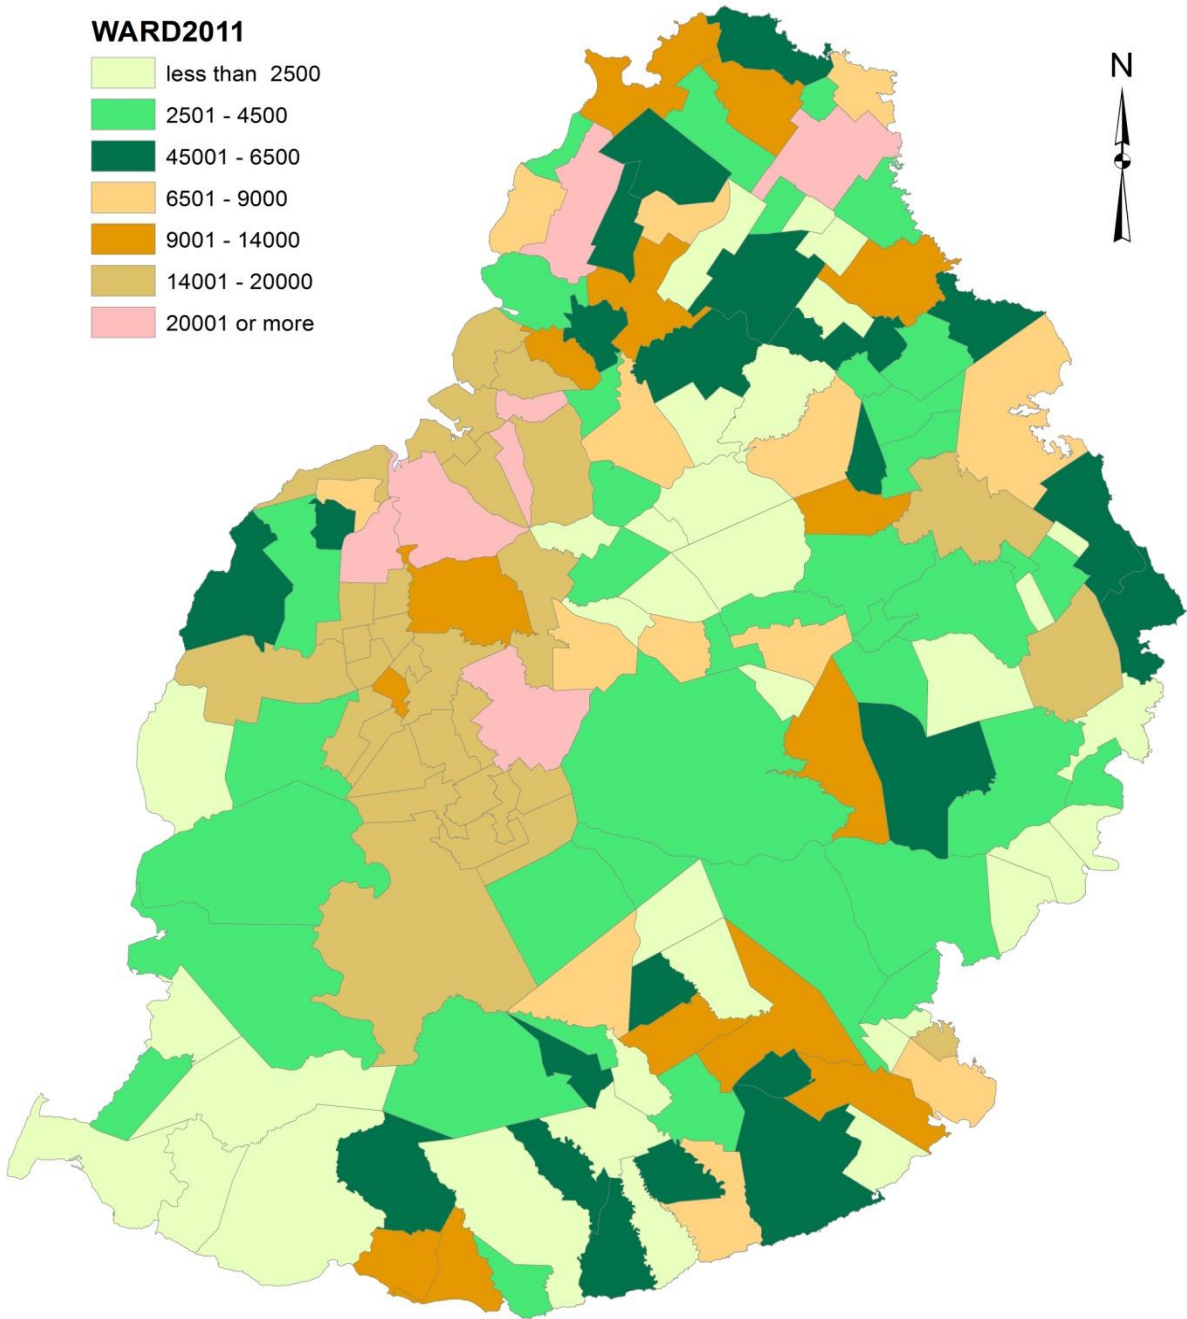 WARD2011
less than 2500
2501 - 4500
45001 - 6500
6501 - 9000
9001 - 14000
14001 - 20000
20001 or more
N